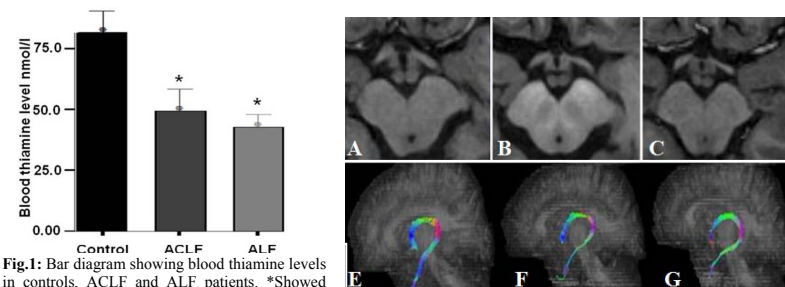 Blood thiamine level nmol/l
75.0
50.0
25.0
0.00
*
*
Control ACLF ALF
Fig.1: Bar diagram showing blood thiamine levels
in controls, ACLF and ALF patients. *Showed
A B C
E F G